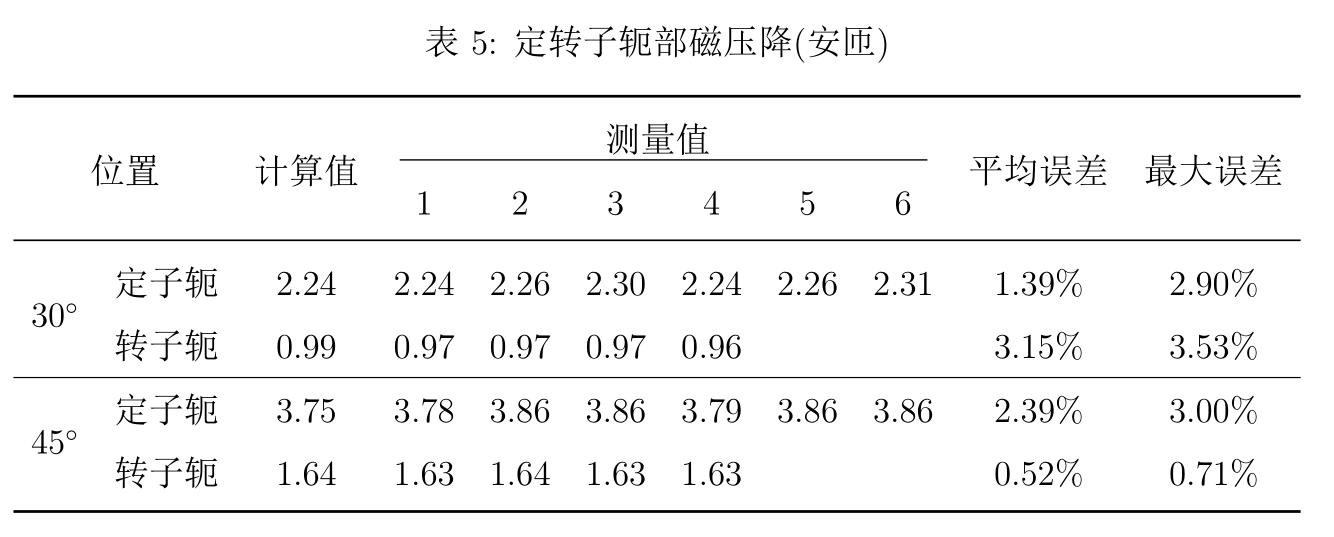 表 5: 定转子轭部磁压降(安匝)
位置 计算值 测量值 平均误差 最大误差
1 2 3 4 5 6
30° 定子轭 2.24 2.24 2.26 2.30 2.24 2.26 2.31 1.39% 2.90%
转子轭 0.99 0.97 0.97 0.97 0.96 3.15% 3.53%
45° 定子轭 3.75 3.78 3.86 3.86 3.79 3.86 3.86 2.39% 3.00%
转子轭 1.64 1.63 1.64 1.63 1.63 0.52% 0.71%